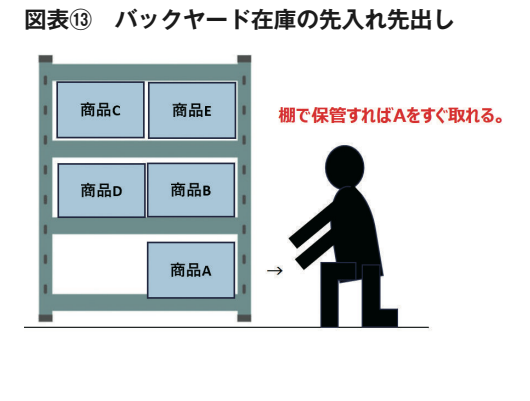 図表⑬　バックヤード在庫の先入れ先出し
商品C
商品E
棚で保管すればAをすぐ取れる。
商品D
商品B
商品A
→